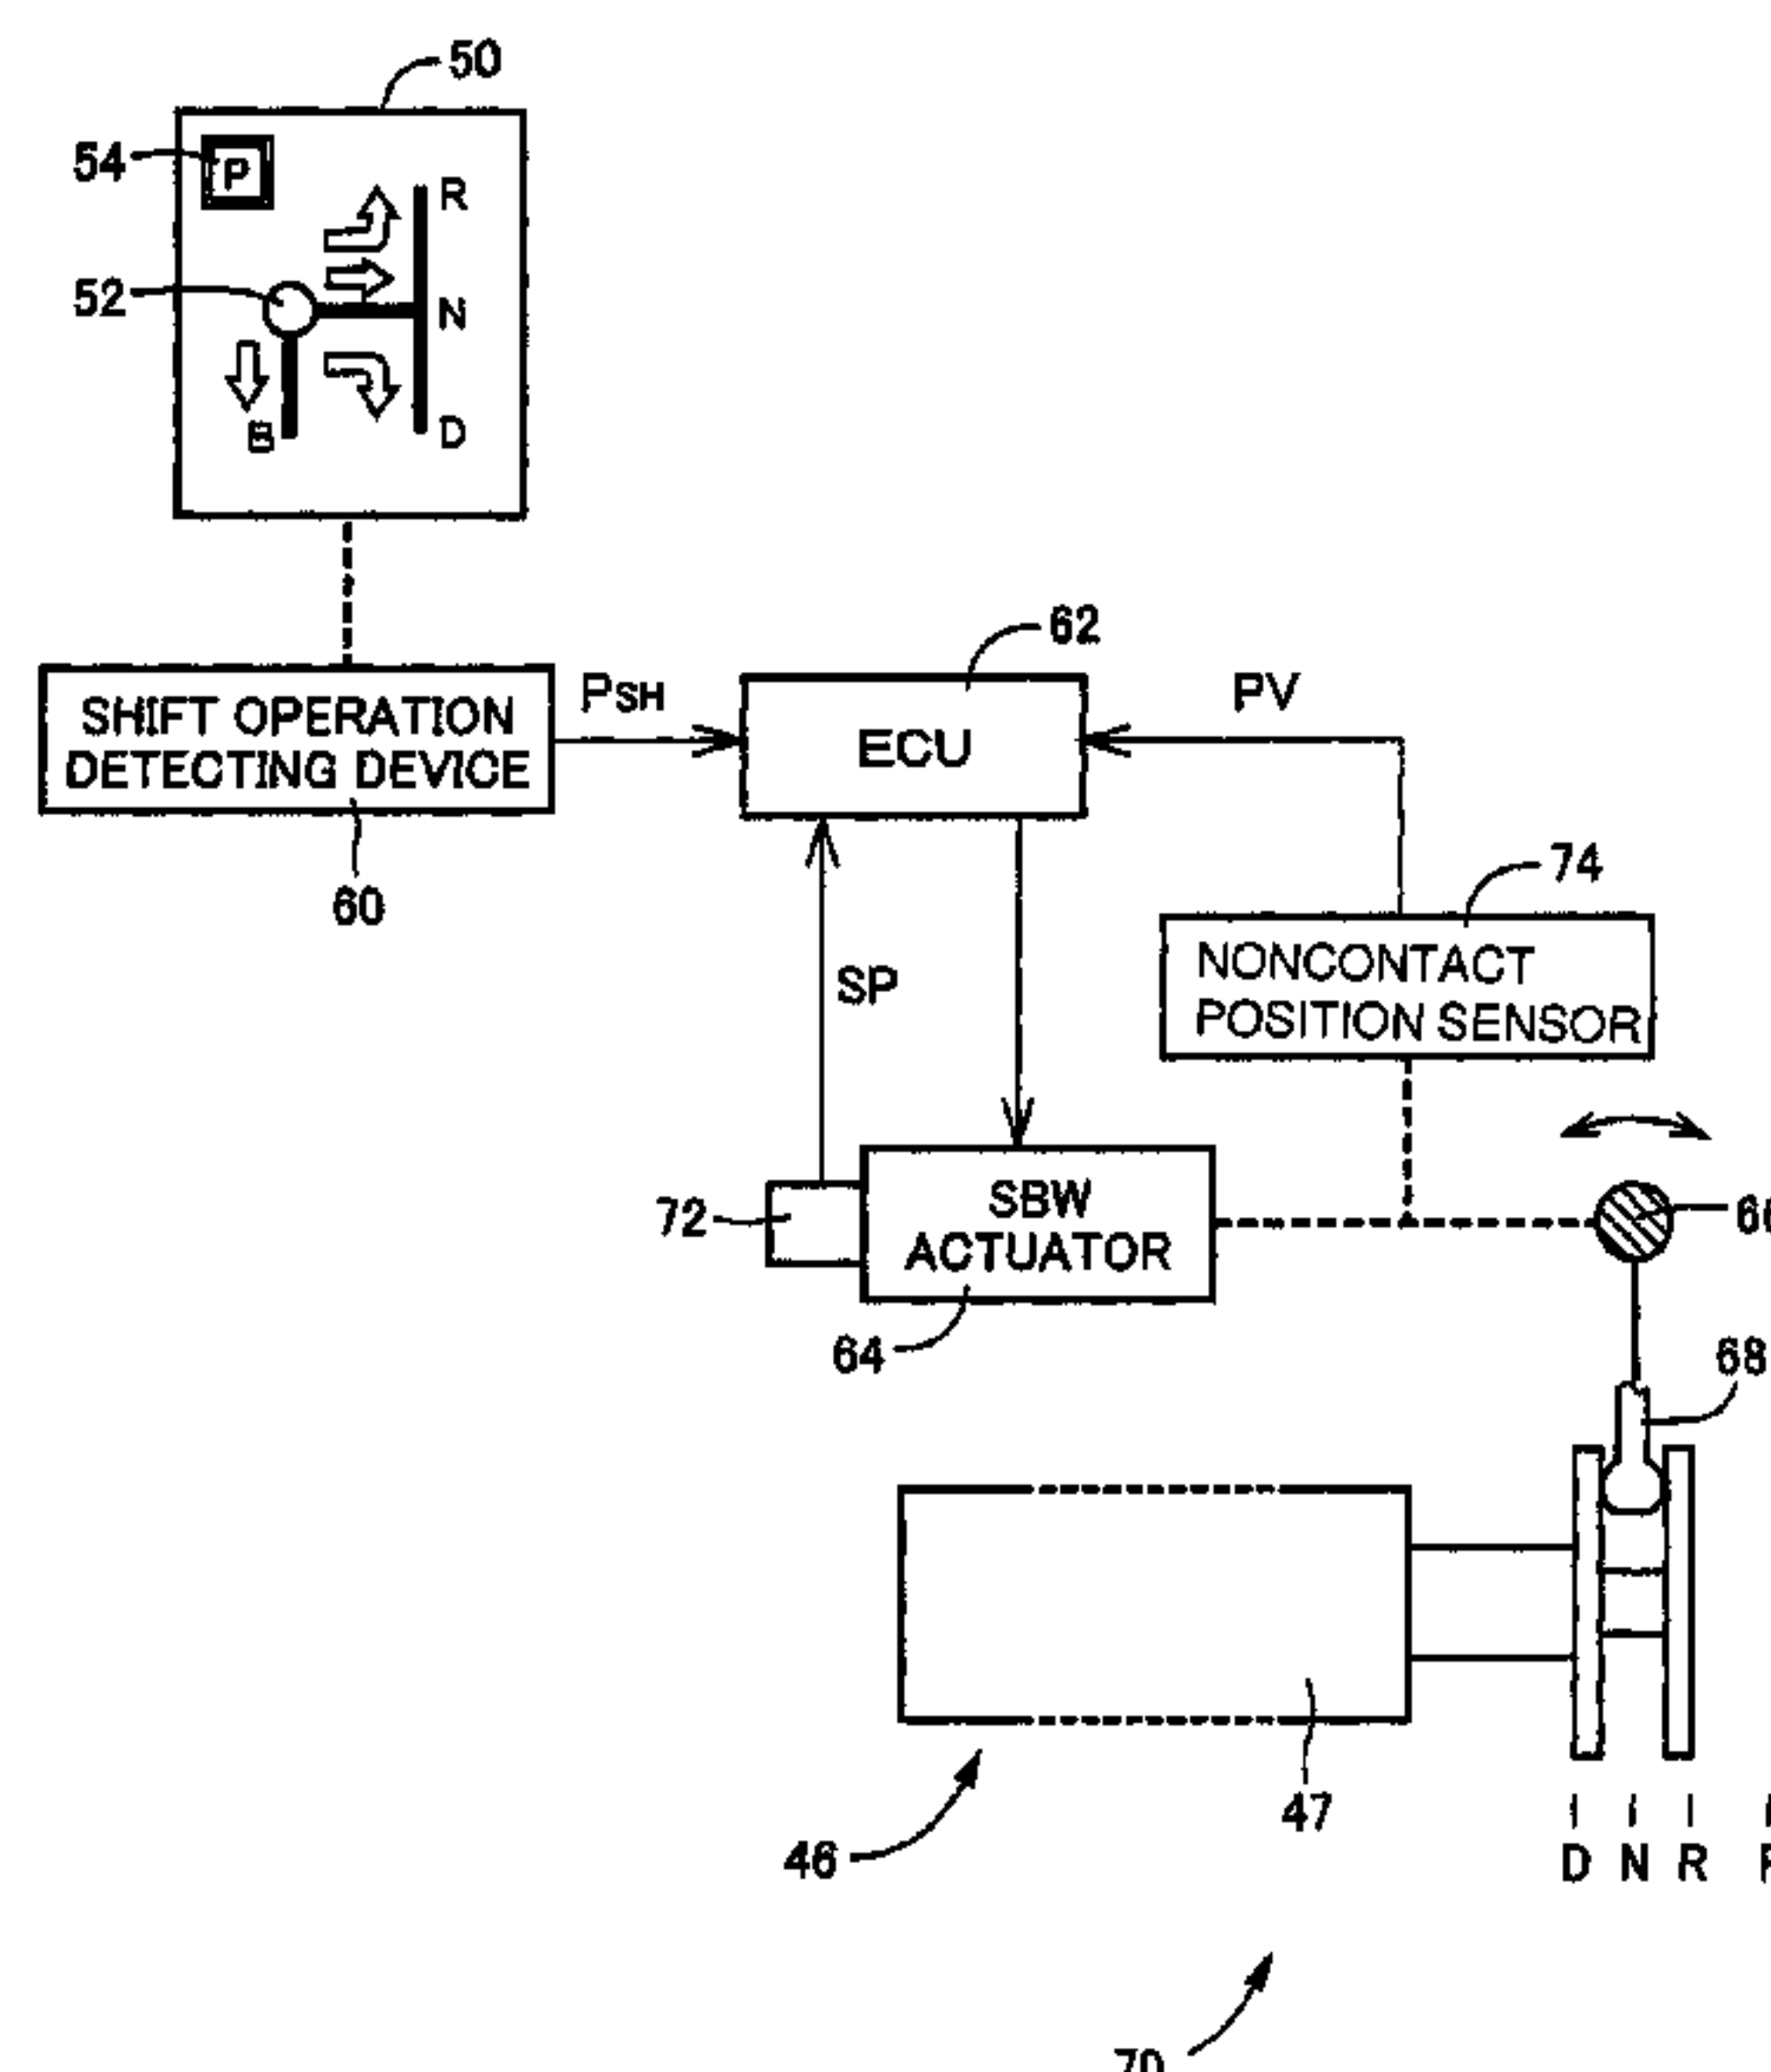 50
54
P
R
52
N
B
D
62
PSH
PV
SHIFT OPERATION
DETECTING DEVICE
ECU
74
60
NONCONTACT
POSITION SENSOR
SP
72
SBW
ACTUATOR
64
68
47
46
D N R
70